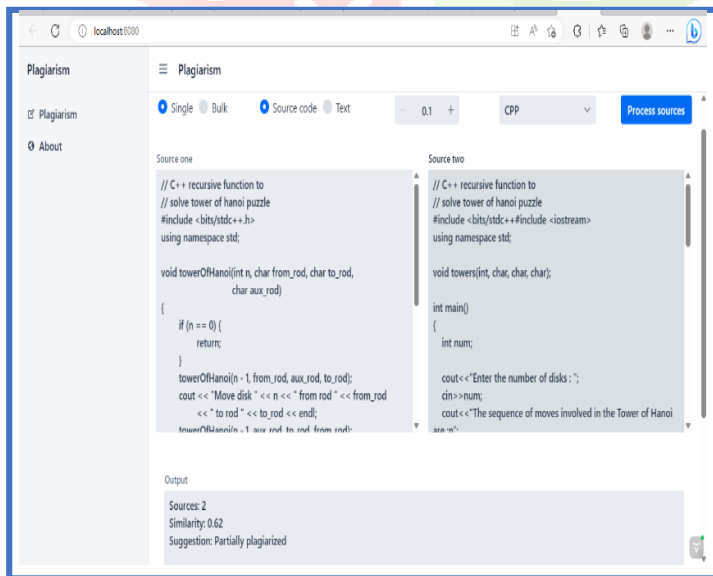 localhost:8080
Plagiarism
Plagiarism
Plagiarism
About
Single Bulk Source code Text - 0.1 + CPP Process sources
Source one
// C++ recursive function to
// solve tower of hanoi puzzle
#include <bits/stdc++.h>
using namespace std;
void towerOfHanoi(int n, char from_rod, char to_rod,
char aux_rod)
{
if (n == 0) {
return;
}
towerOfHanoi(n - 1, from_rod, aux_rod, to_rod);
cout << "Move disk " << n << " from rod " << from_rod
<< " to rod " << to_rod << endl;
towerOfHanoi(n - 1, aux_rod, to_rod, from_rod);
Source two
// C++ recursive function to
// solve tower of hanoi puzzle
#include <bits/stdc++#include <iostream>
using namespace std;
void towers(int, char, char, char);
int main()
{
int num;
cout<<"Enter the number of disks : ";
cin>>num;
cout<<"The sequence of moves involved in the Tower of Hanoi
are :n";
Output
Sources: 2
Similarity: 0.62
Suggestion: Partially plagiarized